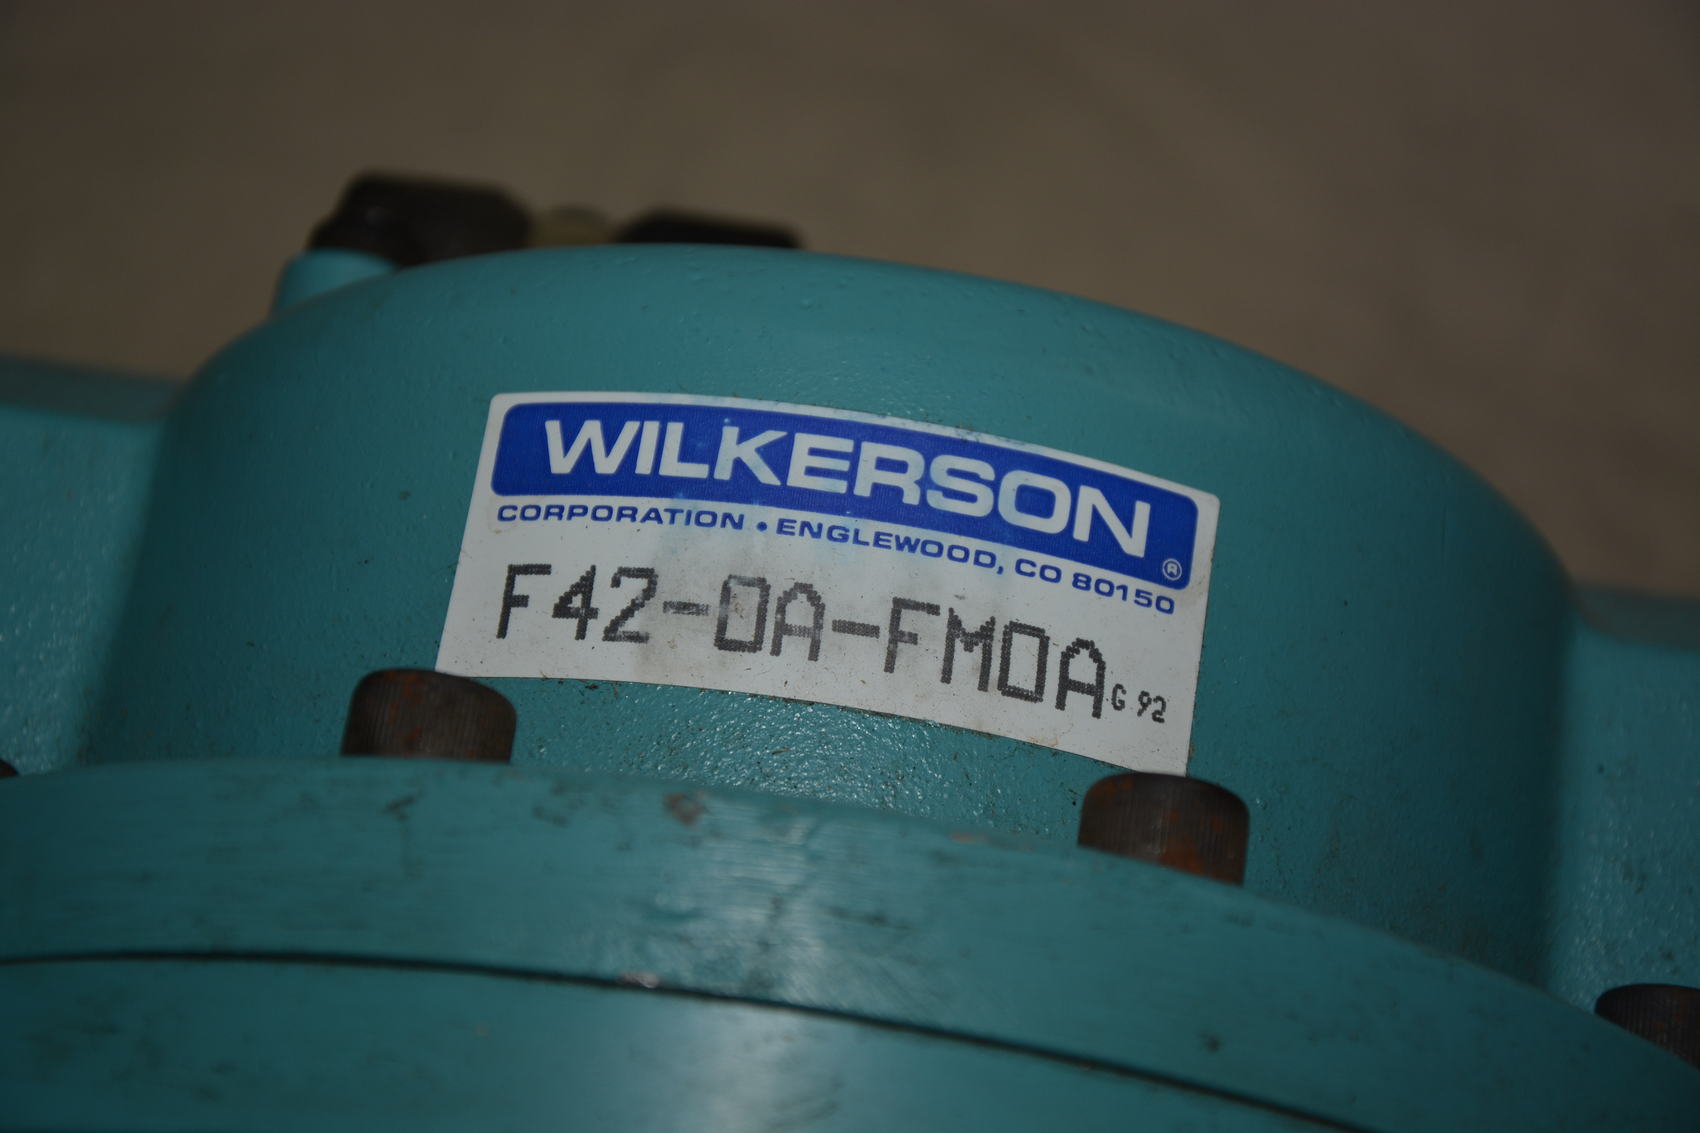 WILKERSON ®
CORPORATION • ENGLEWOOD, CO 80150
F42-0A-FM0A G 92